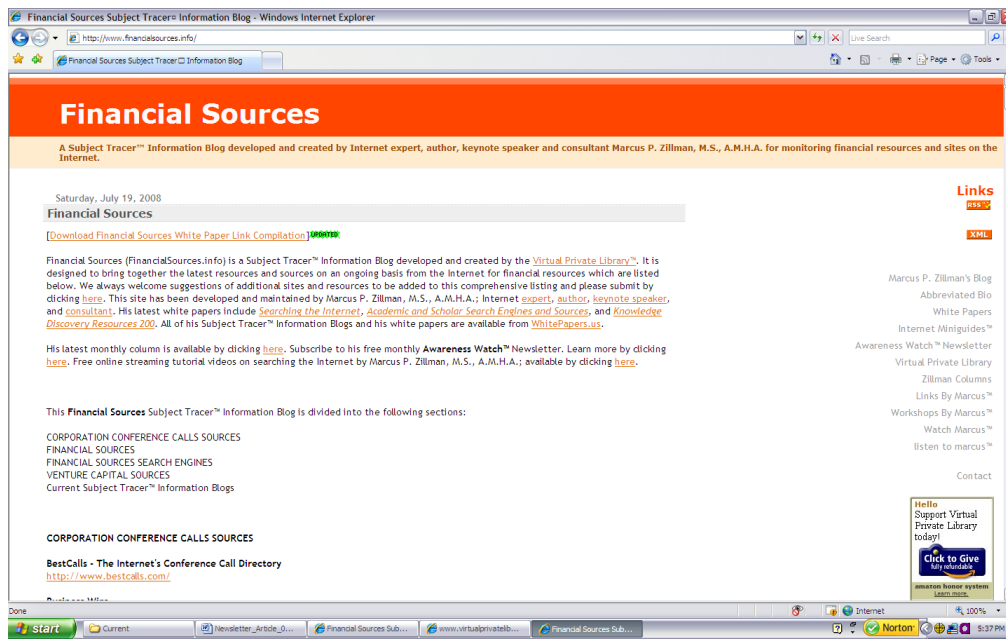 Financial Sources Subject Tracer¤ Information Blog - Windows Internet Explorer
http://www.financialsources.info/
Live Search
Financial Sources Subject Tracer□ Information Blog
Page
Tools
Financial Sources
A Subject Tracer™ Information Blog developed and created by Internet expert, author, keynote speaker and consultant Marcus P. Zillman, M.S., A.M.H.A. for monitoring financial resources and sites on the
Internet.
Saturday, July 19, 2008
Financial Sources
[Download Financial Sources White Paper Link Compilation] UPDATED
Financial Sources (FinancialSources.info) is a Subject Tracer™ Information Blog developed and created by the Virtual Private Library™. It is
designed to bring together the latest resources and sources on an ongoing basis from the Internet for financial resources which are listed
below. We always welcome suggestions of additional sites and resources to be added to this comprehensive listing and please submit by
clicking here. This site has been developed and maintained by Marcus P. Zillman, M.S., A.M.H.A.; Internet expert, author, keynote speaker,
and consultant. His latest white papers include Searching the Internet, Academic and Scholar Search Engines and Sources, and Knowledge
Discovery Resources 200. All of his Subject Tracer™ Information Blogs and his white papers are available from WhitePapers.us.
His latest monthly column is available by clicking here. Subscribe to his free monthly Awareness Watch™ Newsletter. Learn more by clicking
here. Free online streaming tutorial videos on searching the Internet by Marcus P. Zillman, M.S., A.M.H.A.; available by clicking here.
This Financial Sources Subject Tracer™ Information Blog is divided into the following sections:
CORPORATION CONFERENCE CALLS SOURCES
FINANCIAL SOURCES
FINANCIAL SOURCES SEARCH ENGINES
VENTURE CAPITAL SOURCES
Current Subject Tracer™ Information Blogs
CORPORATION CONFERENCE CALLS SOURCES
BestCalls - The Internet's Conference Call Directory
http://www.bestcalls.com/
Business Wire
Links
RSS
XML
Marcus P. Zillman's Blog
Abbreviated Bio
White Papers
Internet Miniguides™
Awareness Watch™ Newsletter
Virtual Private Library
Zillman Columns
Links By Marcus™
Workshops By Marcus™
Watch Marcus™
listen to marcus™
Contact
Hello
Support Virtual
Private Library
today!
Click to Give
fully refundable
amazon honor system
Learn more.
Done
Internet
100%
start
Current
Newsletter_Article_0...
Financial Sources Sub...
www.virtualprivatelib...
Financial Sources Sub...
Norton
5:37 PM